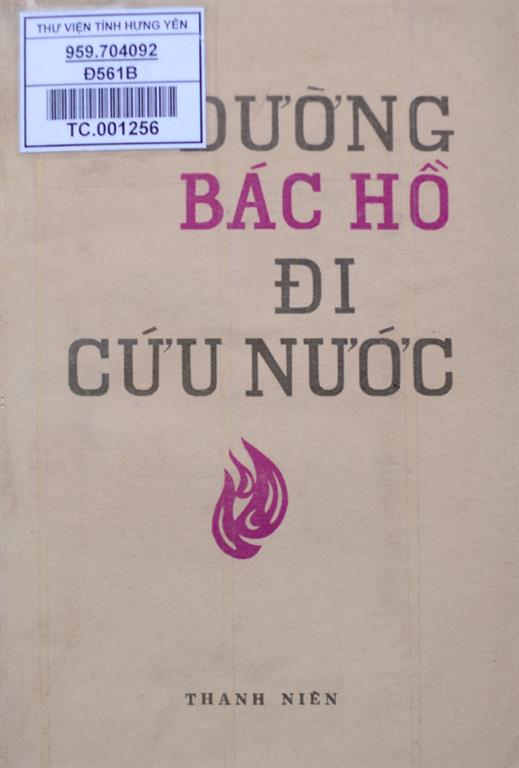 THƯ VIỆN TỈNH HƯNG YÊN
959.704092
Đ561B
TC.001256
ĐƯỜNG
BÁC HỒ
ĐI
CỨU NƯỚC
THANH NIÊN